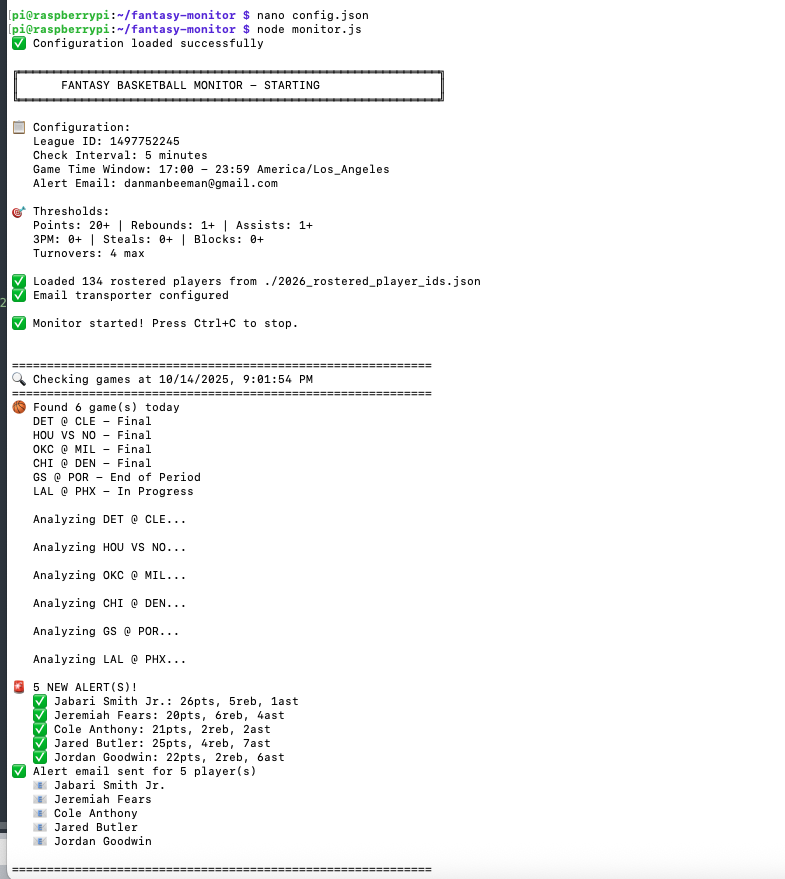 [pi@raspberrypi:~/fantasy-monitor $ nano config.json
[pi@raspberrypi:~/fantasy-monitor $ node monitor.js
✅ Configuration loaded successfully
FANTASY BASKETBALL MONITOR - STARTING
📋 Configuration:
League ID: 1497752245
Check Interval: 5 minutes
Game Time Window: 17:00 - 23:59 America/Los_Angeles
Alert Email: danmanbeeman@gmail.com
🎯 Thresholds:
Points: 20+ | Rebounds: 1+ | Assists: 1+
3PM: 0+ | Steals: 0+ | Blocks: 0+
Turnovers: 4 max
✅ Loaded 134 rostered players from ./2026_rostered_player_ids.json
✅ Email transporter configured
2
✅ Monitor started! Press Ctrl+C to stop.
============================================================
🔍 Checking games at 10/14/2025, 9:01:54 PM
============================================================
🏀 Found 6 game(s) today
DET @ CLE - Final
HOU VS NO - Final
OKC @ MIL - Final
CHI @ DEN - Final
GS @ POR - End of Period
LAL @ PHX - In Progress
Analyzing DET @ CLE...
Analyzing HOU VS NO...
Analyzing OKC @ MIL...
Analyzing CHI @ DEN...
Analyzing GS @ POR...
Analyzing LAL @ PHX...
🚨 5 NEW ALERT(S)!
✅ Jabari Smith Jr.: 26pts, 5reb, 1ast
✅ Jeremiah Fears: 20pts, 6reb, 4ast
✅ Cole Anthony: 21pts, 2reb, 2ast
✅ Jared Butler: 25pts, 4reb, 7ast
✅ Jordan Goodwin: 22pts, 2reb, 6ast
✅ Alert email sent for 5 player(s)
📧 Jabari Smith Jr.
📧 Jeremiah Fears
📧 Cole Anthony
📧 Jared Butler
📧 Jordan Goodwin
============================================================